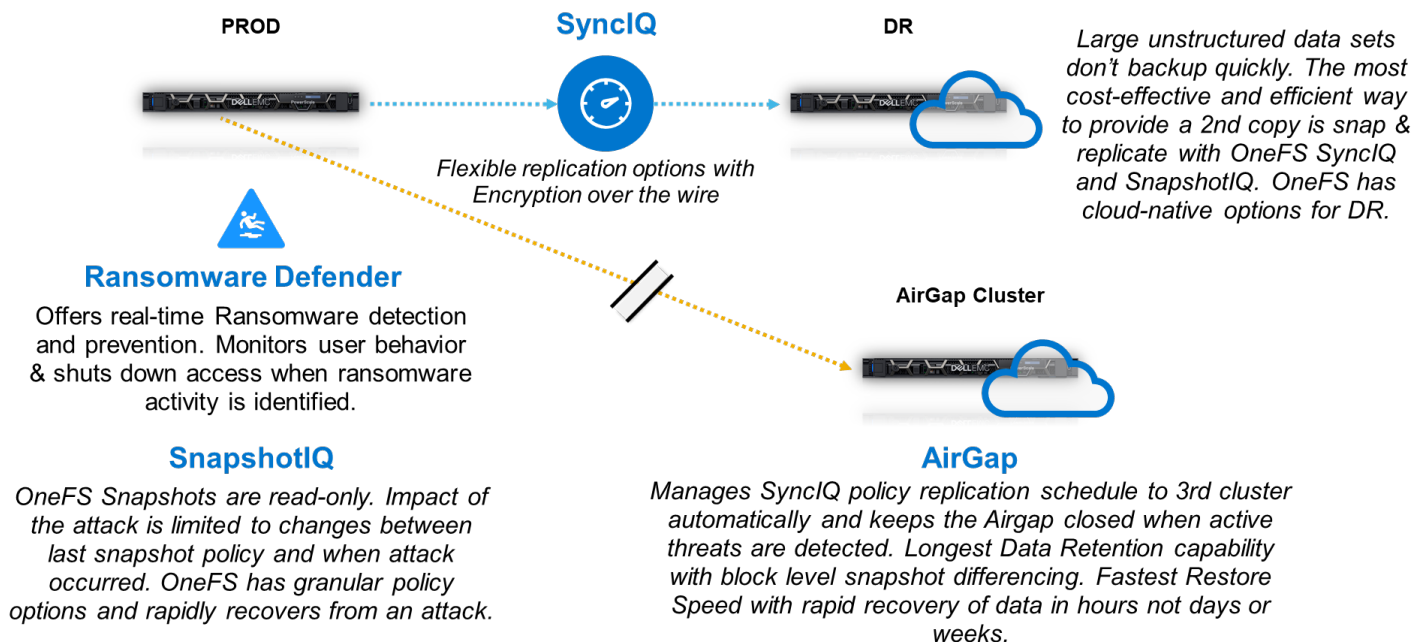 PROD
SyncIQ
DR
DELLEMC
PowerScale
DELLEMC
Flexible replication options with
Encryption over the wire
Large unstructured data sets
don't backup quickly. The most
cost-effective and efficient way
to provide a 2nd copy is snap &
replicate with OneFS SyncIQ
and SnapshotIQ. OneFS has
cloud-native options for DR.
Ransomware Defender
Offers real-time Ransomware detection
and prevention. Monitors user behavior
& shuts down access when ransomware
activity is identified.
AirGap Cluster
DELLEMC
SnapshotIQ
OneFS Snapshots are read-only. Impact of
the attack is limited to changes between
last snapshot policy and when attack
occurred. OneFS has granular policy
options and rapidly recovers from an attack.
AirGap
Manages SyncIQ policy replication schedule to 3rd cluster
automatically and keeps the Airgap closed when active
threats are detected. Longest Data Retention capability
with block level snapshot differencing. Fastest Restore
Speed with rapid recovery of data in hours not days or
weeks.